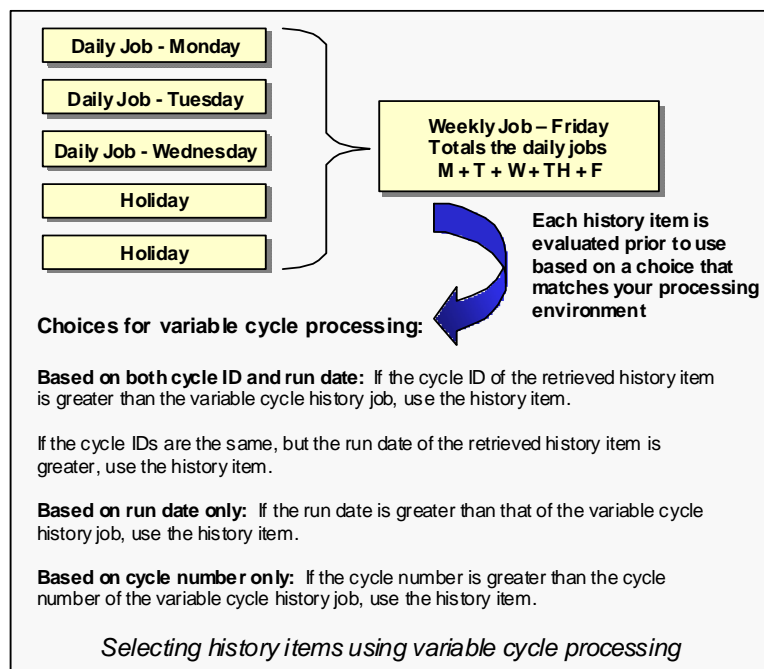 Daily Job - Monday
Daily Job - Tuesday
Daily Job - Wednesday
Holiday
Holiday
Weekly Job – Friday
Totals the daily jobs
M + T + W + TH + F
Each history item is
evaluated prior to use
based on a choice that
matches your processing
environment
Choices for variable cycle processing:
Based on both cycle ID and run date: If the cycle ID of the retrieved history item
is greater than the variable cycle history job, use the history item.
If the cycle IDs are the same, but the run date of the retrieved history item is
greater, use the history item.
Based on run date only: If the run date is greater than that of the variable cycle
history job, use the history item.
Based on cycle number only: If the cycle number is greater than the cycle
number of the variable cycle history job, use the history item.
Selecting history items using variable cycle processing